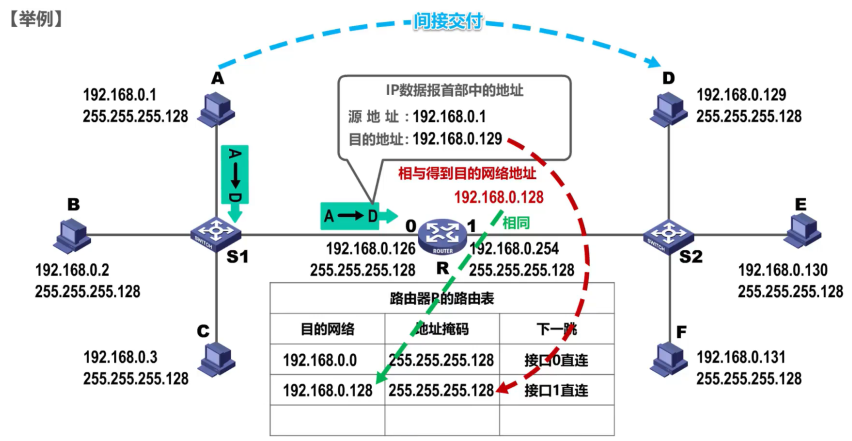 【举例】
间接交付
A
192.168.0.1
255.255.255.128
D
192.168.0.129
255.255.255.128
IP数据报首部中的地址
源 地 址：192.168.0.1
目的地址：192.168.0.129
A→D
相与得到目的网络地址
192.168.0.128
相同
B
192.168.0.2
255.255.255.128
SWITCH
S1
A→D
0
192.168.0.126
255.255.255.128
ROUTER
R
1
192.168.0.254
255.255.255.128
SWITCH
S2
E
192.168.0.130
255.255.255.128
C
192.168.0.3
255.255.255.128
F
192.168.0.131
255.255.255.128
路由器R的路由表
目的网络 地址掩码 下一跳
192.168.0.0 255.255.255.128 接口0直连
192.168.0.128 255.255.255.128 接口1直连